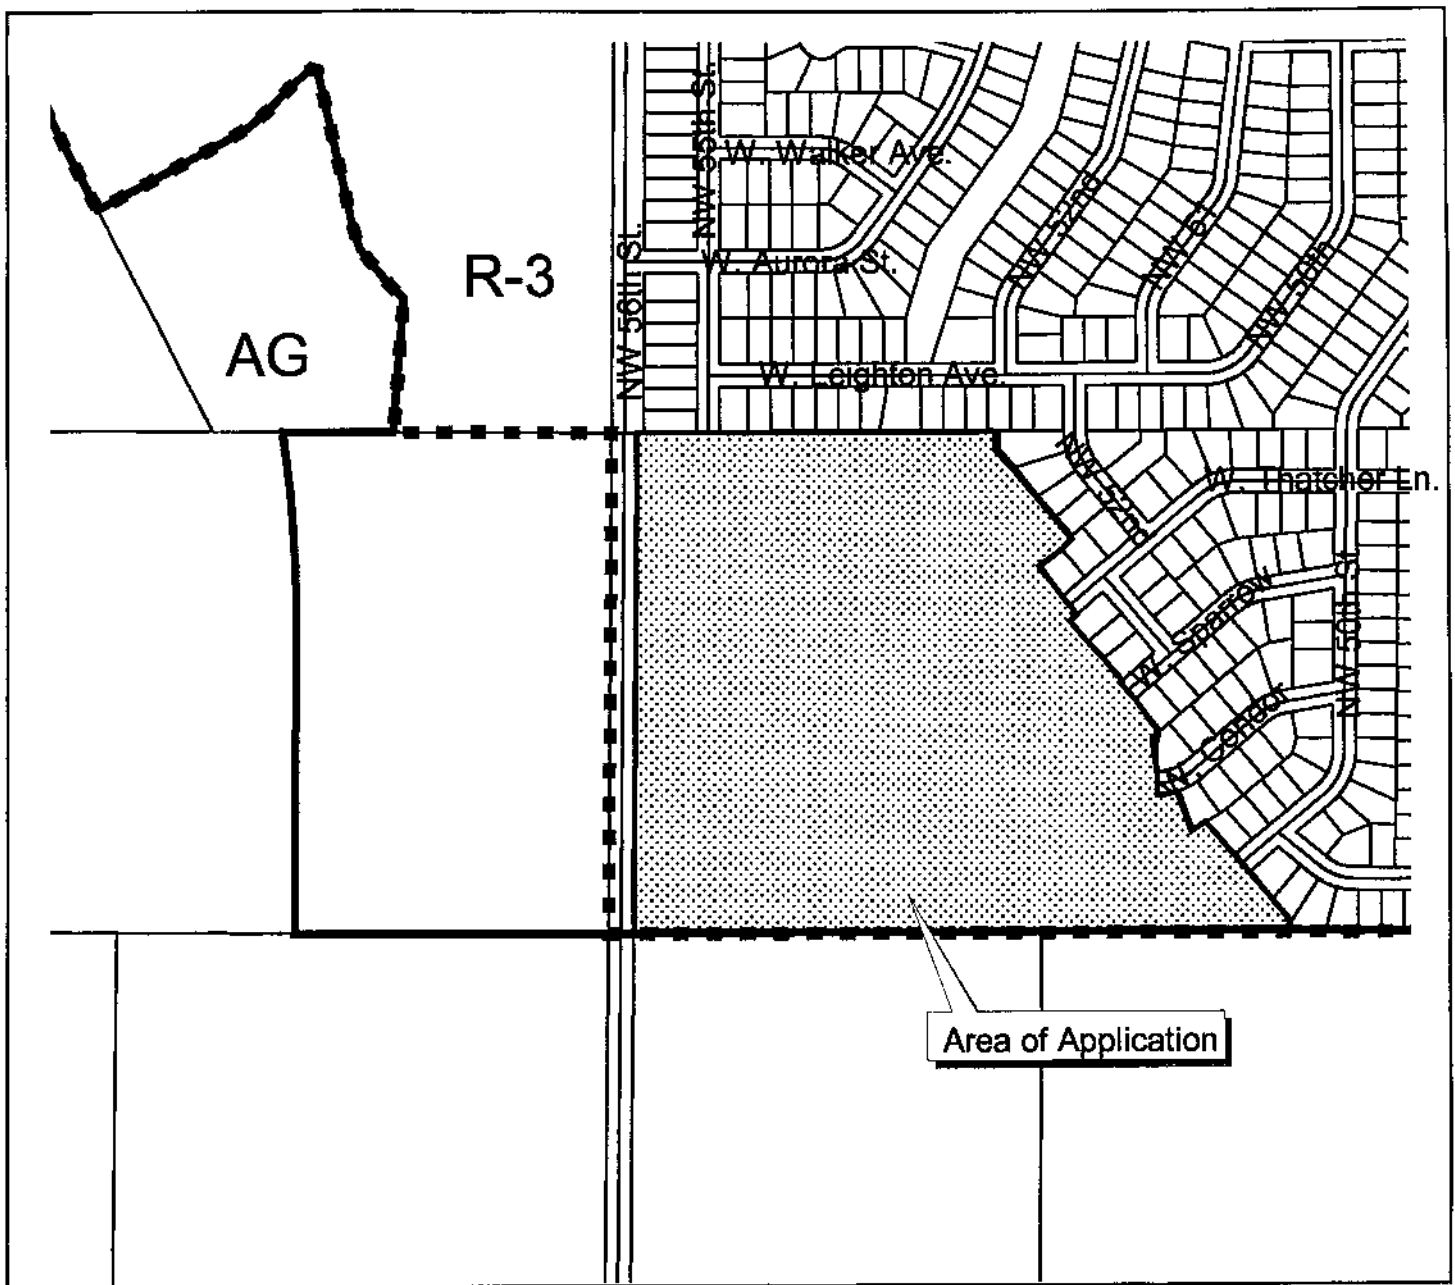 NW 55th St.
W. Walker Ave.
R-3
NW 56th St.
W. Aurora St.
NW 52nd
NW 51
NW 50th
AG
W. Leighton Ave.
NW 52nd
W. Thatcher Ln.
W. Sparrow
NW 50th St
W. Condor
Area of Application